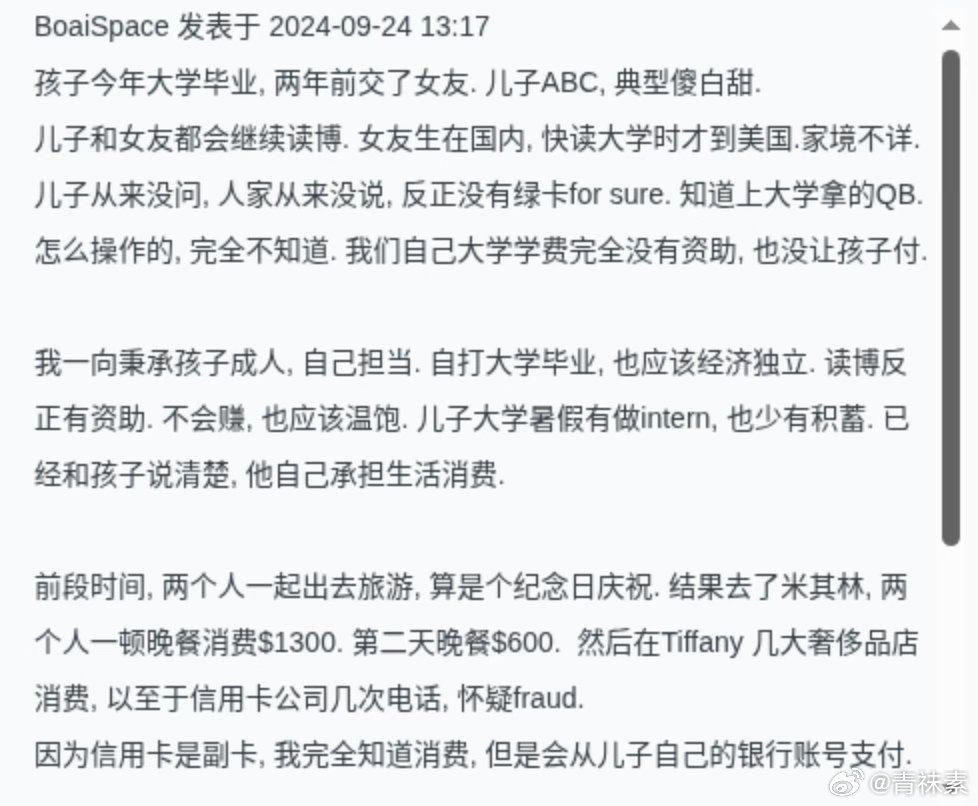 BoaiSpace 发表于 2024-09-24 13:17
孩子今年大学毕业, 两年前交了女友. 儿子ABC, 典型傻白甜.
儿子和女友都会继续读博. 女友生在国内, 快读大学时才到美国.家境不详.
儿子从来没问, 人家从来没说, 反正没有绿卡for sure. 知道上大学拿的QB.
怎么操作的, 完全不知道. 我们自己大学学费完全没有资助, 也没让孩子付.
我一向秉承孩子成人, 自己担当. 自打大学毕业, 也应该经济独立. 读博反
正有资助. 不会赚, 也应该温饱. 儿子大学暑假有做intern, 也少有积蓄. 已
经和孩子说清楚, 他自己承担生活消费.
前段时间, 两个人一起出去旅游, 算是个纪念日庆祝. 结果去了米其林, 两
个人一顿晚餐消费$1300. 第二天晚餐$600. 然后在Tiffany 几大奢侈品店
消费, 以至于信用卡公司几次电话, 怀疑fraud.
因为信用卡是副卡, 我完全知道消费, 但是会从儿子自己的银行账号支付.
@青祙素